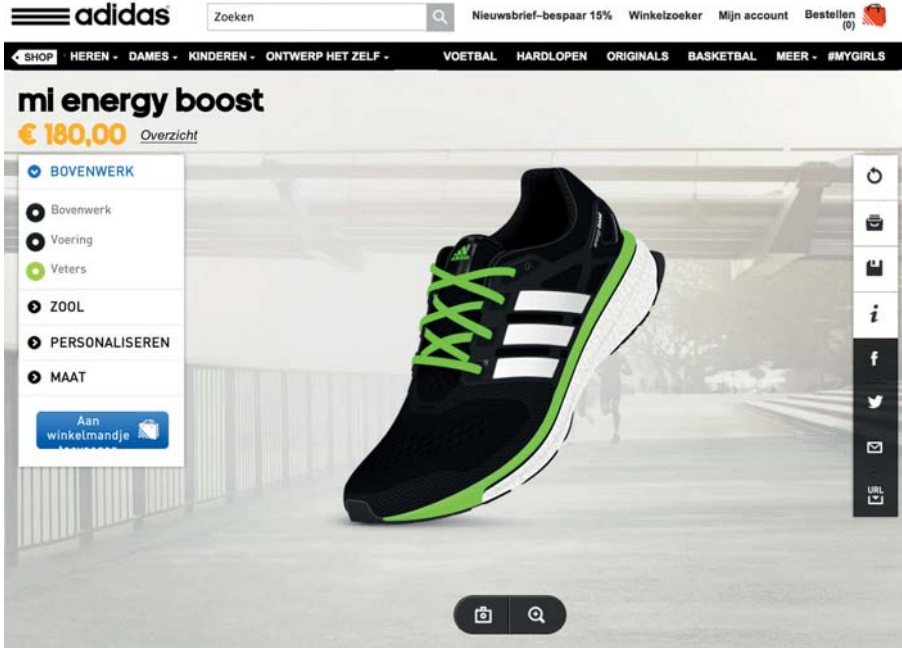 adidas
Zoeken
Nieuwsbrief–bespaar 15% Winkelzoeker Mijn account Bestellen
(0)
SHOP HEREN DAMES KINDEREN ONTWERP HET ZELF VOETBAL HARDLOPEN ORIGINALS BASKETBAL MEER #MYGIRLS
mi energy boost
€ 180,00 Overzicht
BOVENWERK
Bovenwerk
Voering
Veters
ZOOL
PERSONALISEREN
MAAT
Aan
winkelmandje
i
f
URL